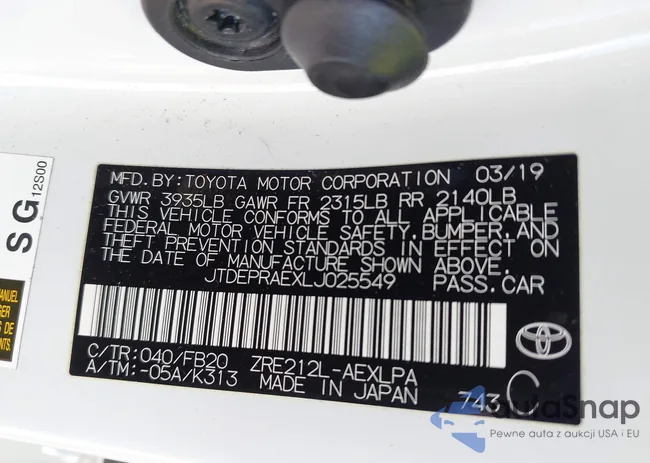 MFD. BY: TOYOTA MOTOR CORPORATION 03/19
GVWR 3935LB GAWR FR 2315LB RR 2140LB
THIS VEHICLE CONFORMS TO ALL APPLICABLE
FEDERAL MOTOR VEHICLE SAFETY, BUMPER, AND
THEFT PREVENTION STANDARDS IN EFFECT ON
THE DATE OF MANUFACTURE SHOWN ABOVE.
JTDEPRAEXLJ025549 PASS. CAR
C/TR: 040/FB20 ZRE212L-AEXLPA
A/TM: -05A/K313 MADE IN JAPAN 743 C
SG 12S00
MANUEL
DE
autoSnap
Pewne auta z aukcji USA i EU